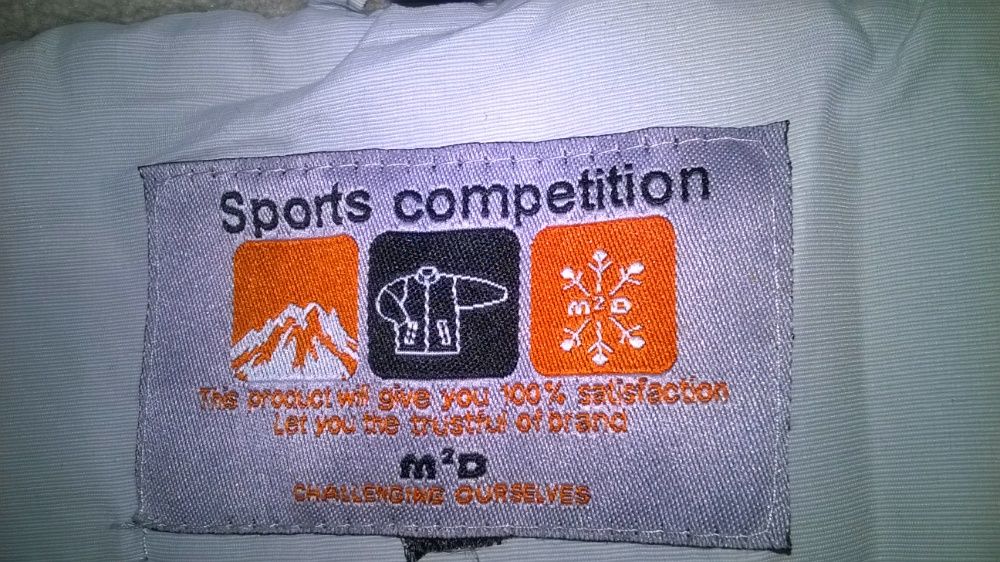 Sports competition
m²D
This product will give you 100% satisfaction
Let you the trustful of brand
m²D
CHALLENGING OURSELVES